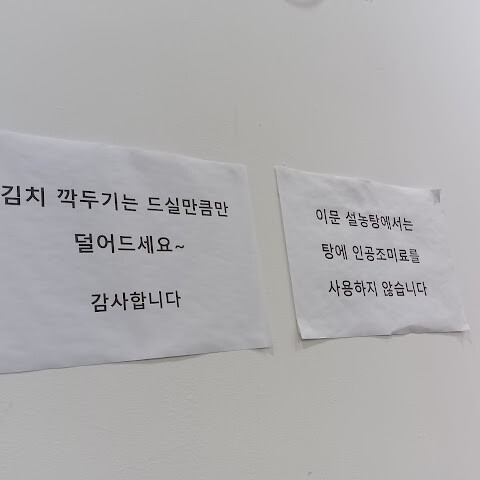 김치 깍두기는 드실만큼만
덜어드세요~
감사합니다
이문 설농탕에서는
탕에 인공조미료를
사용하지 않습니다